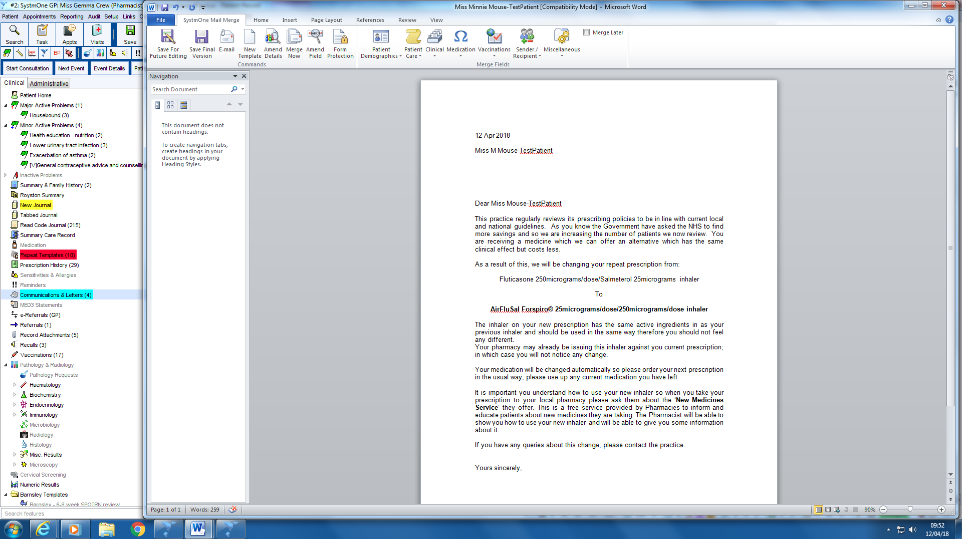 #2: SystmOne GP: Miss Gemma Crew (Pharmacist
Patient Appointments Reporting Audit Setup Links
Search Task Appts Visits Save
Start Consultation Next Event Event Details
Clinical Administrative
Patient Home
Major Active Problems (1)
Housebound (3)
Minor Active Problems (4)
Health education - nutrition (2)
Lower urinary tract infection (3)
Exacerbation of asthma (2)
[V]General contraceptive advice and counselling
Inactive Problems
Summary & Family History (2)
Royston Summary
New Journal
Tabbed Journal
Read Code Journal (215)
Summary Care Record
Medication
Repeat Templates (10)
Prescription History (29)
Sensitivities & Allergies
Reminders
Communications & Letters (4)
MED3 Statements
e-Referrals (GP)
Referrals (1)
Record Attachments (5)
Recalls (3)
Vaccinations (17)
Pathology & Radiology
Pathology Requests
Haematology
Biochemistry
Endocrinology
Immunology
Microbiology
Radiology
Histology
Misc. Results
Microscopy
Cervical Screening
Numeric Results
Barnsley Templates
Search features
Miss Minnie Mouse-TestPatient [Compatibility Mode] - Microsoft Word
File SystmOne Mail Merge Home Insert Page Layout References Review View
Save For Future Editing
Save Final Version
E-mail
New Template
Amend Details
Merge Now
Amend Field
Form Protection
Commands
Patient Demographics
Patient Care
Clinical
Medication
Vaccinations
Sender / Recipient
Miscellaneous
Merge Later
Merge Fields
Navigation
Search Document
This document does not
contain headings.
To create navigation tabs,
create headings in your
document by applying
Heading Styles.
12 Apr 2018
Miss M Mouse-TestPatient
Dear Miss Mouse-TestPatient
This practice regularly reviews its prescribing policies to be in line with current local
and national guidelines. As you know the Government have asked the NHS to find
more savings and so we are increasing the number of patients we now review. You
are receiving a medicine which we can offer an alternative which has the same
clinical effect but costs less.
As a result of this, we will be changing your repeat prescription from:
Fluticasone 250micrograms/dose/Salmeterol 25micrograms inhaler
To
AirFluSal Forspiro® 25micrograms/dose/250micrograms/dose inhaler
The inhaler on your new prescription has the same active ingredients in as your
previous inhaler and should be used in the same way therefore you should not feel
any different.
Your pharmacy may already be issuing this inhaler against you current prescription,
in which case you will not notice any change.
Your medication will be changed automatically so please order your next prescription
in the usual way, please use up any current medication you have left.
It is important you understand how to use your new inhaler so when you take your
prescription to your local pharmacy please ask them about the 'New Medicines
Service' they offer. This is a free service provided by Pharmacies to inform and
educate patients about new medicines they are taking. The Pharmacist will be able to
show you how to use your new inhaler and will be able to give you some information
about it.
If you have any queries about this change, please contact the practice
Yours sincerely,
Page: 1 of 1 Words: 259 90%
09:52
12/04/18